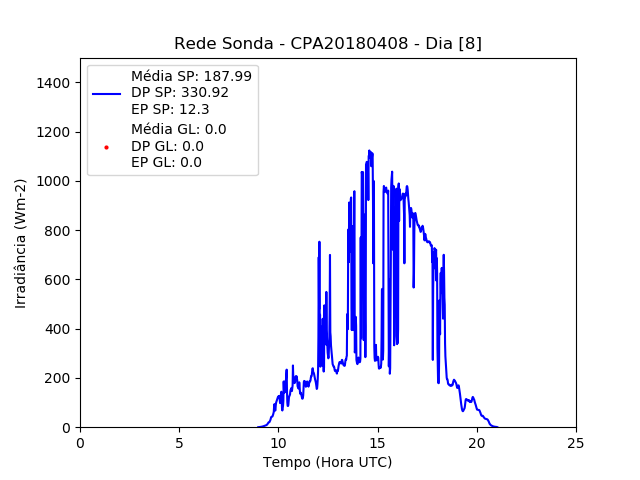 Rede Sonda - CPA20180408 - Dia [8]
Média SP: 187.99
DP SP: 330.92
EP SP: 12.3
Média GL: 0.0
DP GL: 0.0
EP GL: 0.0
Irradiância (Wm-2)
1400
1200
1000
800
600
400
200
0
0 5 10 15 20 25
Tempo (Hora UTC)